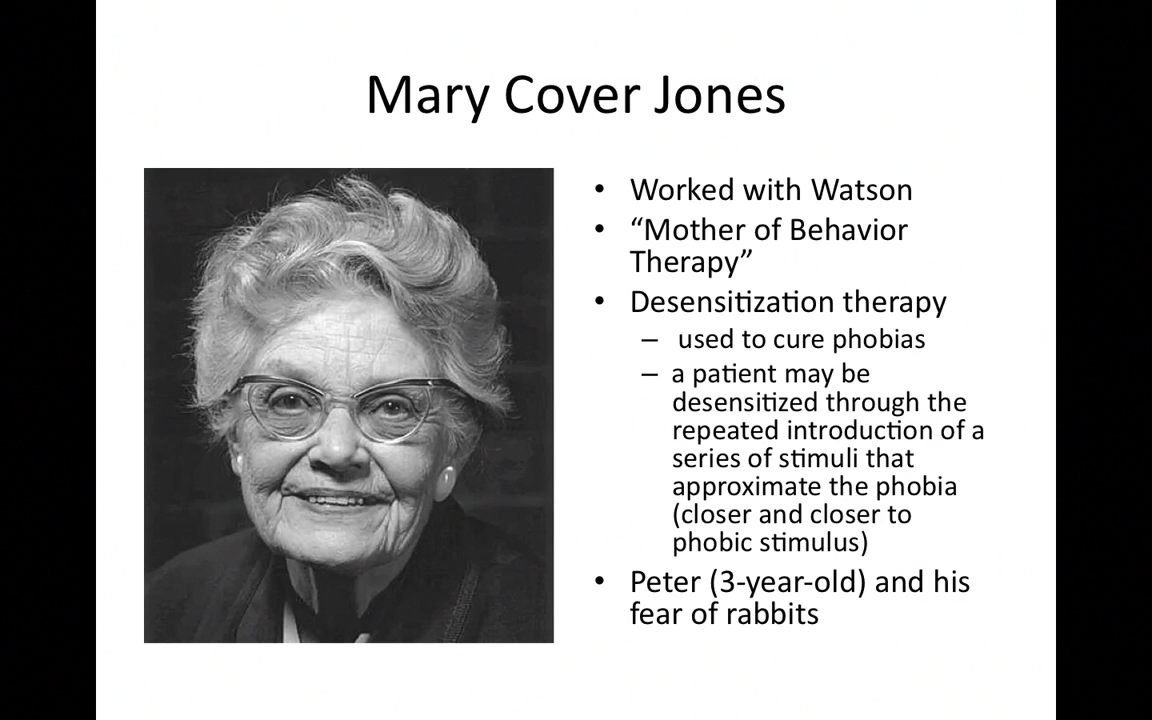 Mary Cover Jones
• Worked with Watson
• “Mother of Behavior
Therapy”
• Desensitization therapy
– used to cure phobias
– a patient may be
desensitized through the
repeated introduction of a
series of stimuli that
approximate the phobia
(closer and closer to
phobic stimulus)
• Peter (3-year-old) and his
fear of rabbits